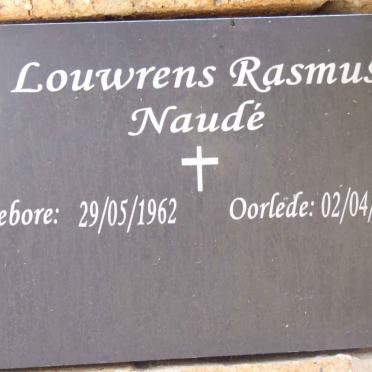 Louwrens Rasmus
Naudé
ebore: 29/05/1962 Oorlede: 02/04/